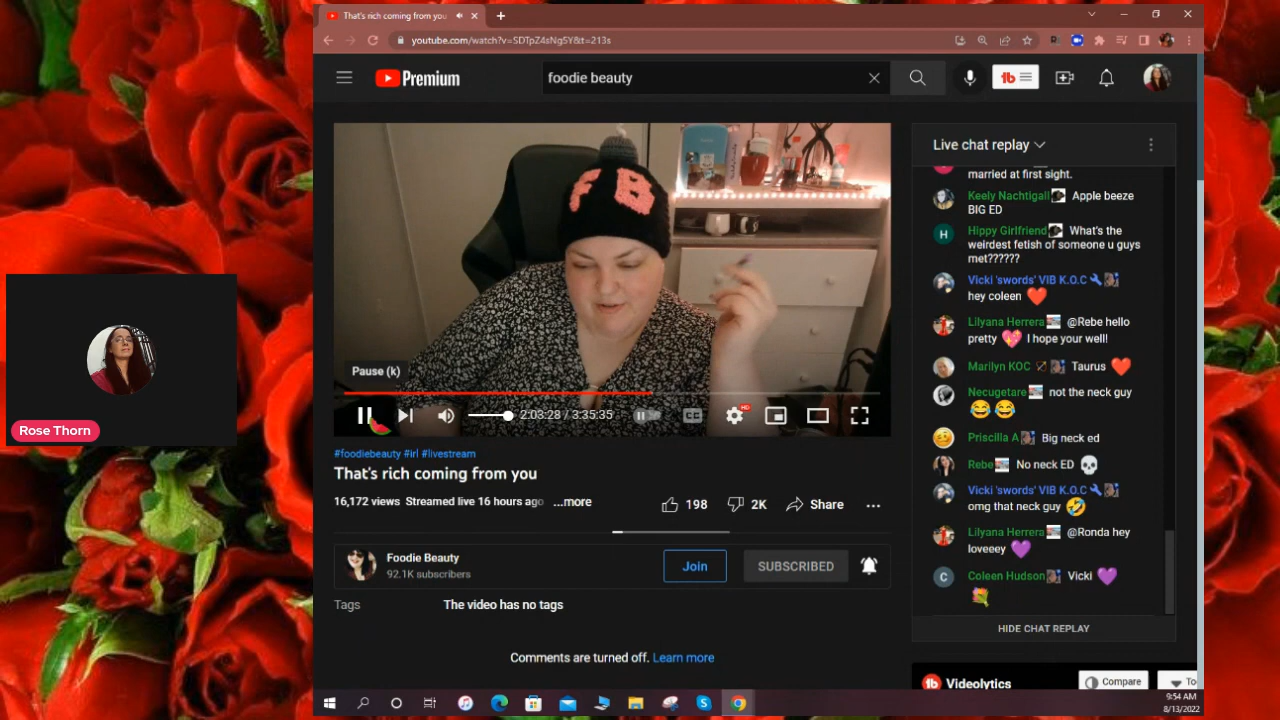 That's rich coming from you
youtube.com/watch?v=SDTpZ4sNg5Y&t=213s
Premium
foodie beauty
tb
FB
Pause (k)
2:03:28 / 3:35:35
CC
HD
#foodiebeauty #irl #livestream
That's rich coming from you
16,172 views Streamed live 16 hours ago ...more
198
2K
Share
Foodie Beauty
92.1K subscribers
Join
SUBSCRIBED
Tags
The video has no tags
Comments are turned off. Learn more
Live chat replay
married at first sight.
Keely Nachtigall Apple beeze
BIG ED
H
Hippy Girlfriend What's the
weirdest fetish of someone u guys
met??????
Vicki 'swords' VIB K.O.C
hey coleen
Lilyana Herrera @Rebe hello
pretty I hope your well!
Marilyn KOC Taurus
Necugetare not the neck guy
Priscilla A Big neck ed
Rebe No neck ED
Vicki 'swords' VIB K.O.C
omg that neck guy
Lilyana Herrera @Ronda hey
loveeey
C
Coleen Hudson Vicki
HIDE CHAT REPLAY
tb Videolytics
Compare
To
Rose Thorn
9:54 AM
8/13/2022